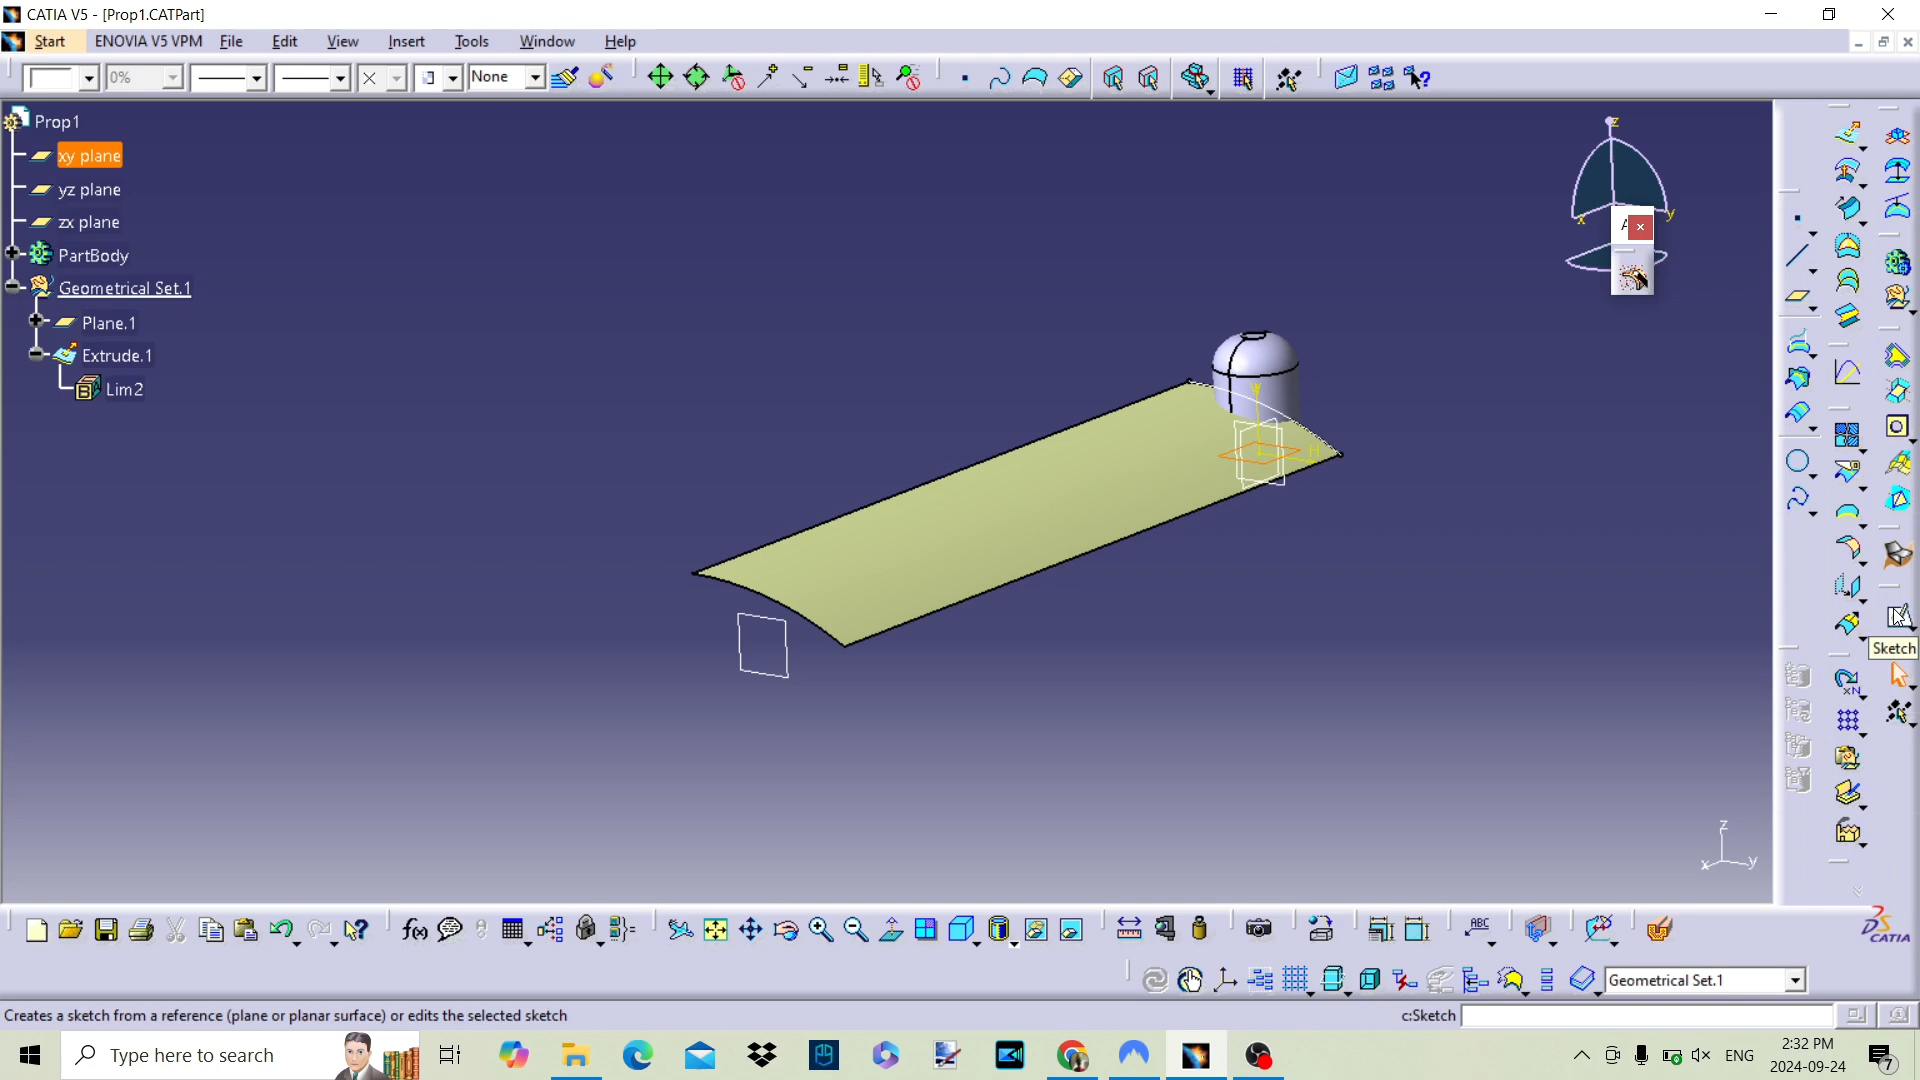 CATIA V5 - [Prop1.CATPart]
Start ENOVIA V5 VPM File Edit View Insert Tools Window Help
0% None
Prop1
xy plane
yz plane
zx plane
PartBody
Geometrical Set.1
Plane.1
Extrude.1
Lim2
z
x y
A
V
H
Sketch
xN
z
x y
f(x)
ABC
CATIA
Geometrical Set.1
Creates a sketch from a reference (plane or planar surface) or edits the selected sketch c:Sketch
Type here to search
ENG
2:32 PM
2024-09-24
7